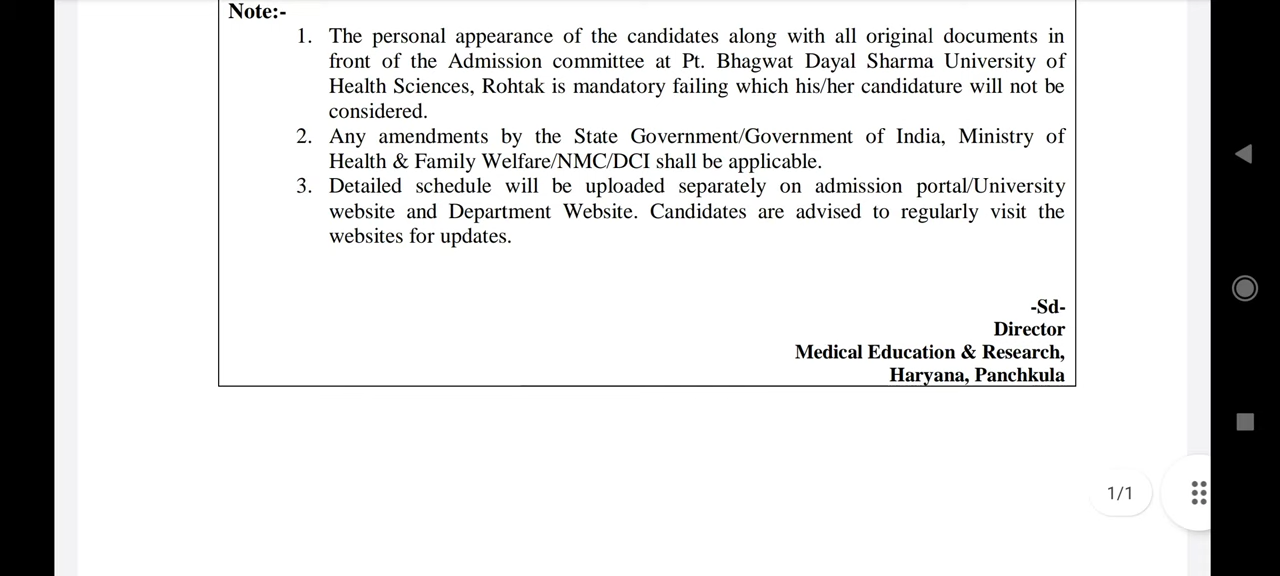 Note:-
1. The personal appearance of the candidates along with all original documents in
front of the Admission committee at Pt. Bhagwat Dayal Sharma University of
Health Sciences, Rohtak is mandatory failing which his/her candidature will not be
considered.
2. Any amendments by the State Government/Government of India, Ministry of
Health & Family Welfare/NMC/DCI shall be applicable.
3. Detailed schedule will be uploaded separately on admission portal/University
website and Department Website. Candidates are advised to regularly visit the
websites for updates.
-Sd-
Director
Medical Education & Research,
Haryana, Panchkula
1/1